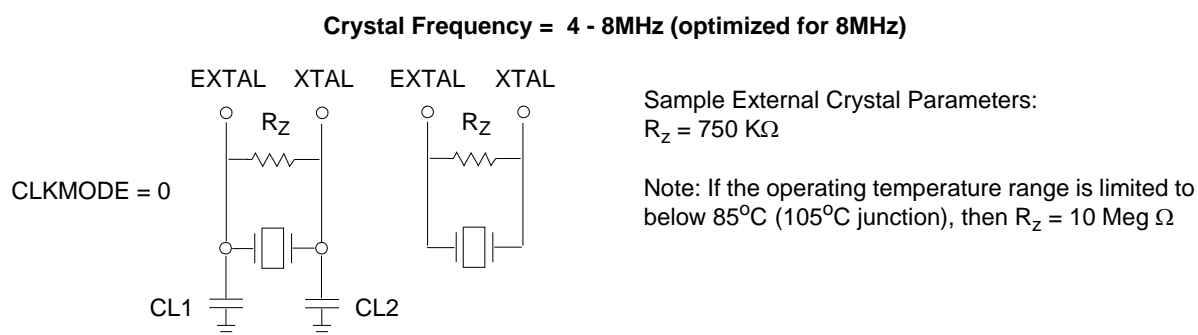 Crystal Frequency = 4 - 8MHz (optimized for 8MHz)
EXTAL XTAL EXTAL XTAL
R_Z R_Z
CLKMODE = 0
CL1 CL2
Sample External Crystal Parameters:
R_z = 750 KΩ
Note: If the operating temperature range is limited to
below 85°C (105°C junction), then R_z = 10 Meg Ω